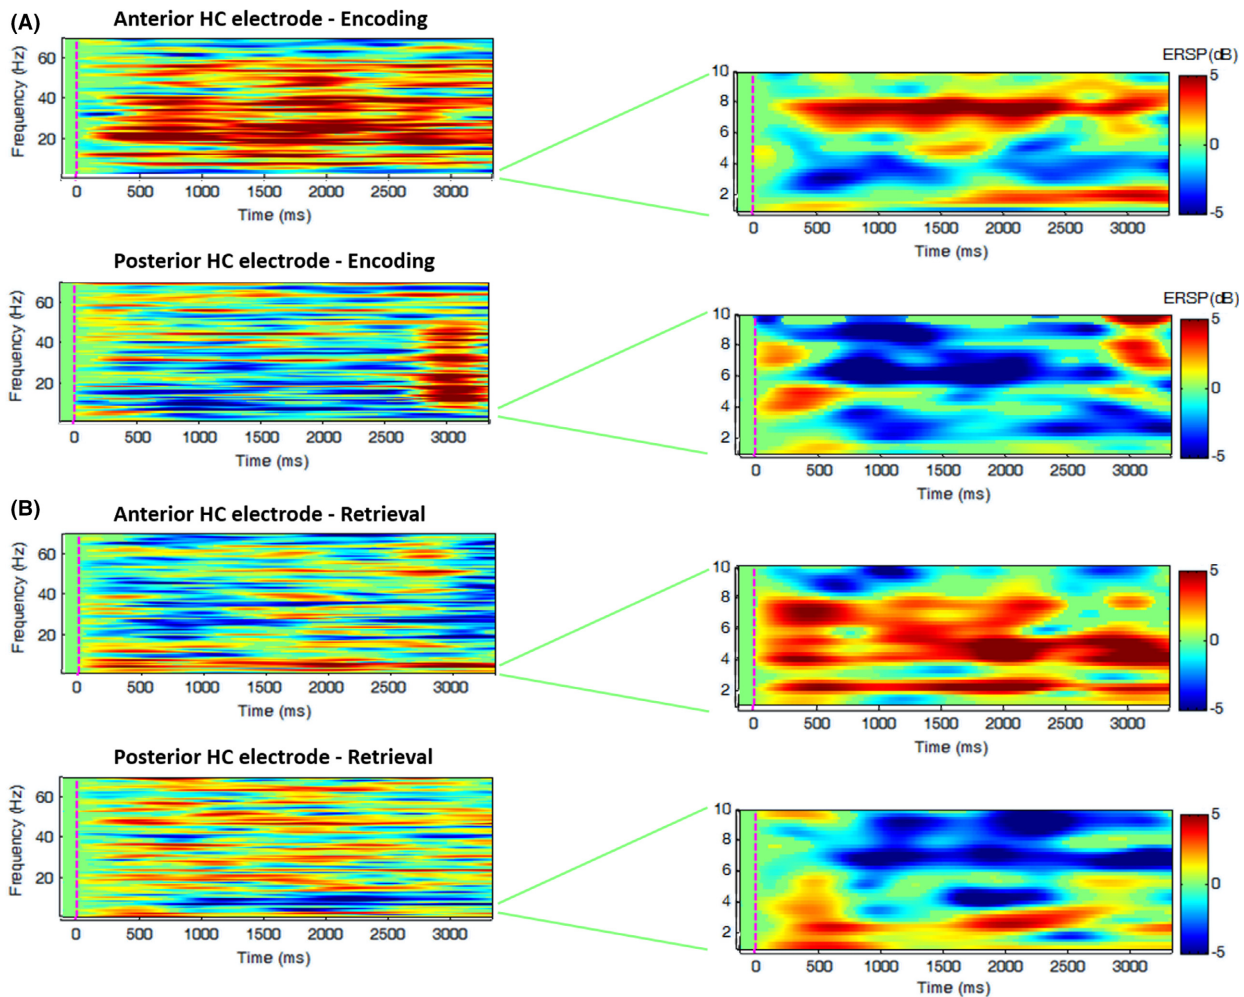 (A)
Anterior HC electrode - Encoding
Frequency (Hz)
60
40
20
0 500 1000 1500 2000 2500 3000
Time (ms)
10
8
6
4
2
0 500 1000 1500 2000 2500 3000
Time (ms)
ERSP(dB)
5
0
-5
Posterior HC electrode - Encoding
Frequency (Hz)
60
40
20
0 500 1000 1500 2000 2500 3000
Time (ms)
10
8
6
4
2
0 500 1000 1500 2000 2500 3000
Time (ms)
ERSP(dB)
5
0
-5
(B)
Anterior HC electrode - Retrieval
Frequency (Hz)
60
40
20
0 500 1000 1500 2000 2500 3000
Time (ms)
10
8
6
4
2
0 500 1000 1500 2000 2500 3000
Time (ms)
5
0
-5
Posterior HC electrode - Retrieval
Frequency (Hz)
60
40
20
0 500 1000 1500 2000 2500 3000
Time (ms)
10
8
6
4
2
0 500 1000 1500 2000 2500 3000
Time (ms)
5
0
-5